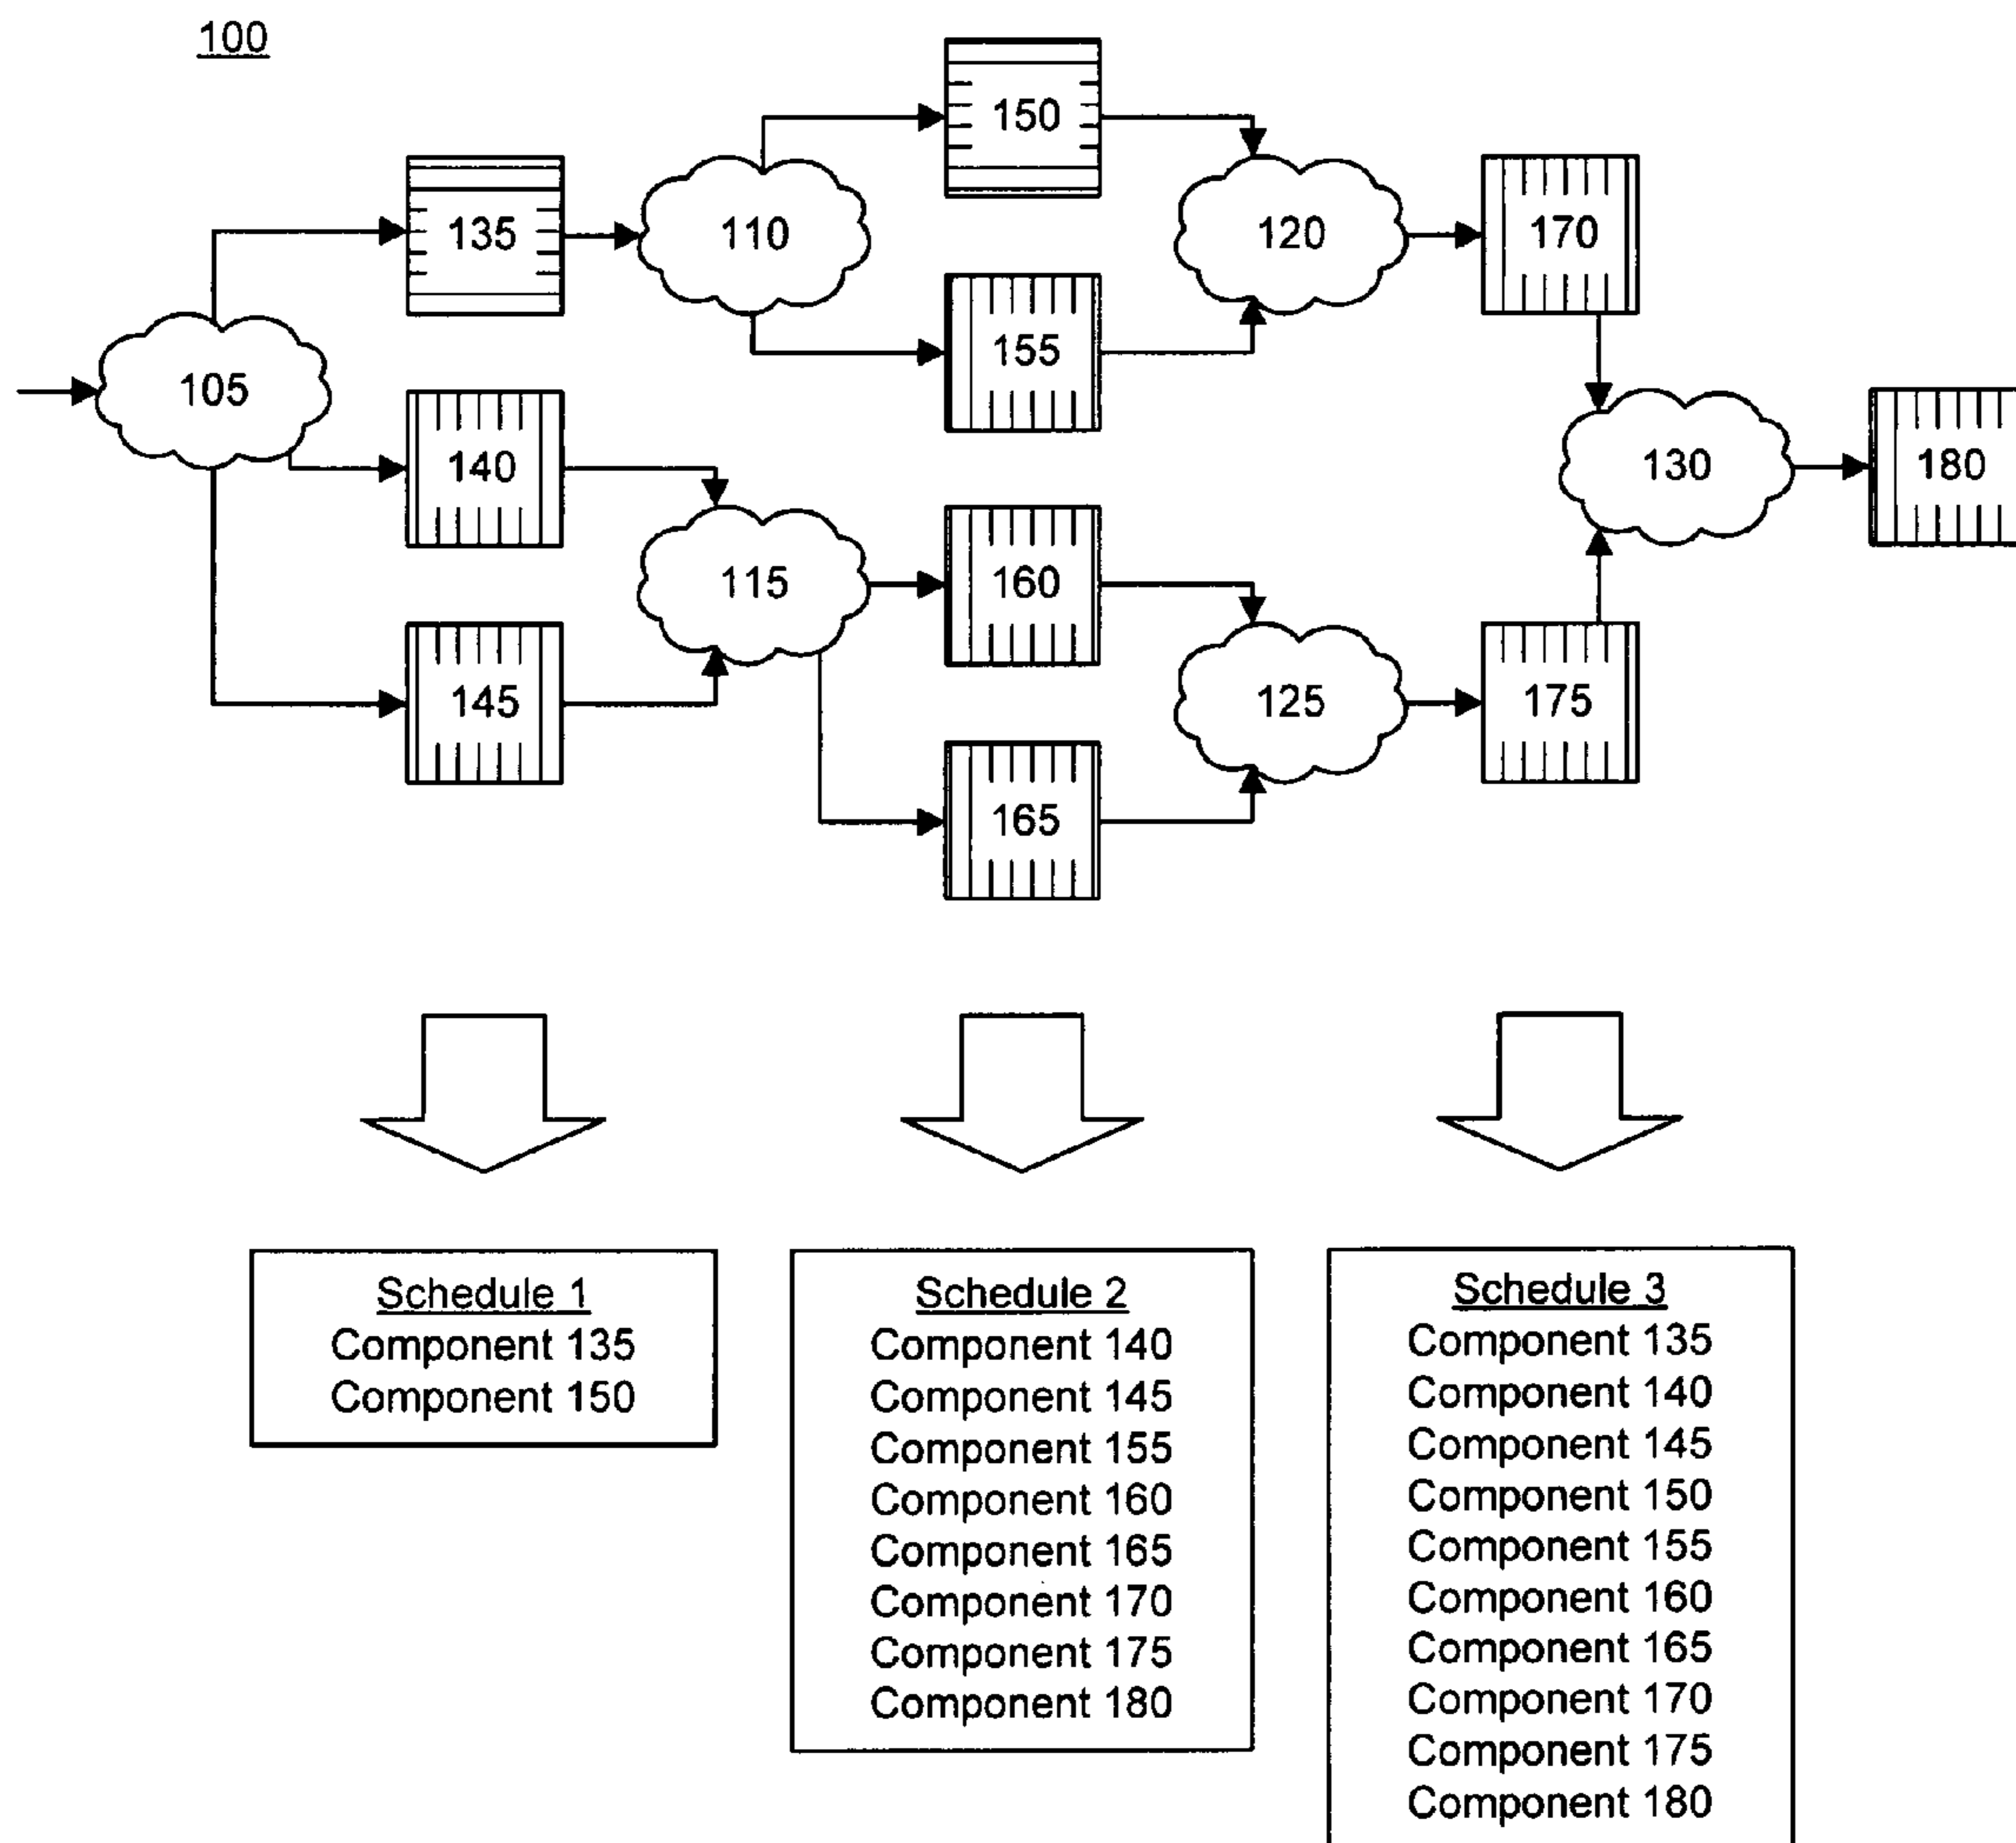 100
150
135
110
120
170
155
105
140
130
180
115
160
145
125
175
165
Schedule 1
Component 135
Component 150
Schedule 2
Component 140
Component 145
Component 155
Component 160
Component 165
Component 170
Component 175
Component 180
Schedule 3
Component 135
Component 140
Component 145
Component 150
Component 155
Component 160
Component 165
Component 170
Component 175
Component 180